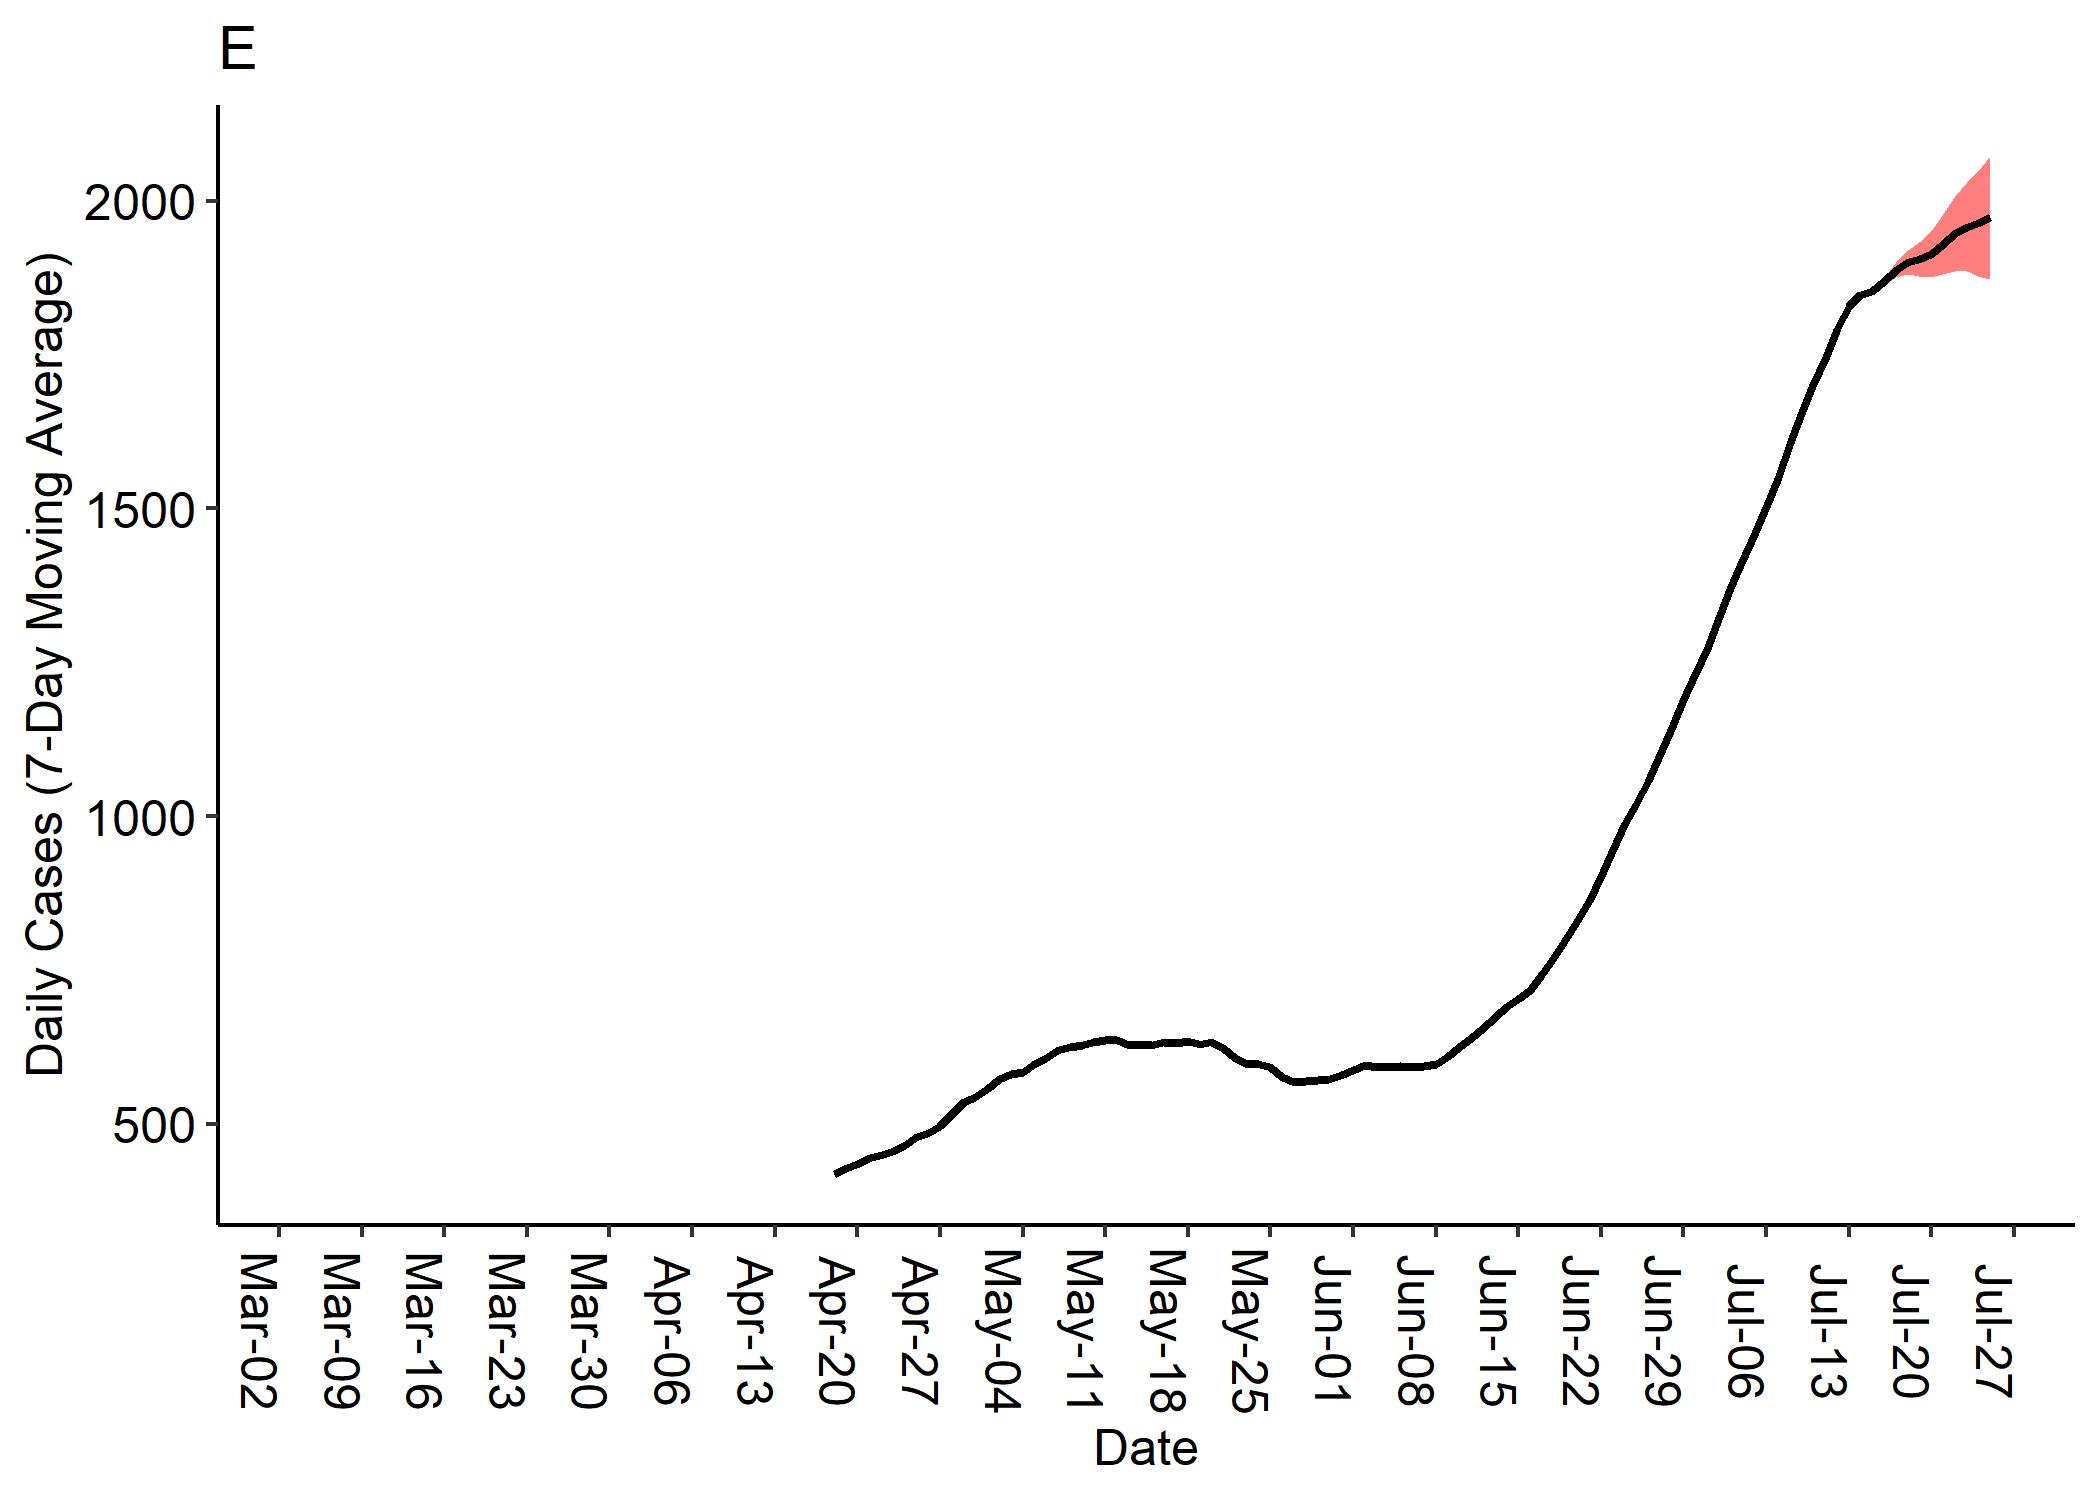 E
Daily Cases (7-Day Moving Average)
2000
1500
1000
500
Mar-02
Mar-09
Mar-16
Mar-23
Mar-30
Apr-06
Apr-13
Apr-20
Apr-27
May-04
May-11
May-18
May-25
Jun-01
Jun-08
Jun-15
Jun-22
Jun-29
Jul-06
Jul-13
Jul-20
Jul-27
Date